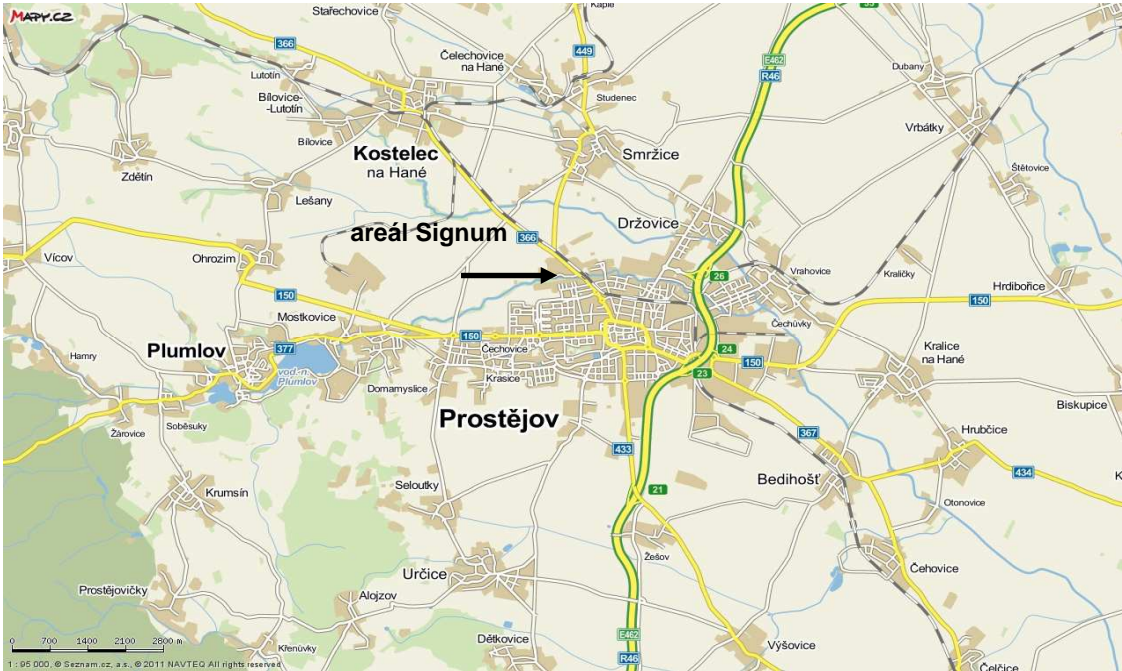 MAPY.CZ
Stařechovice
Kaple
55
366
449
E462
R46
Čelechovice
na Hané
Dubany
Lutotín
Bílovice-
-Lutotín
Studenec
Vrbátky
Bílovice
Kostelec
na Hané
Smržice
Zdětín
Štětovice
Lešany
Držovice
areál Signum
366
Vícov
Ohrozim
26
Vrahovice
Kraličky
Hrdibořice
150
150
Mostkovice
Čechůvky
Plumlov
377
150
Čechovice
24
150
Kralice
na Hané
Hamry
vod. n.
Plumlov
Domamyslice
Krasice
23
Prostějov
Biskupice
Žárovice
Soběsuky
433
367
Hrubčice
Krumsín
Seloutky
21
Bedihošť
434
K
Otonovice
Žešov
Určice
Čehovice
Prostějovičky
Alojzov
0 700 1400 2100 2800 m
Křenůvky
Dětkovice
E462
R46
Výšovice
Čelčice
1 : 95 000, © Seznam.cz, a.s., © 2011 NAVTEQ All rights reserved